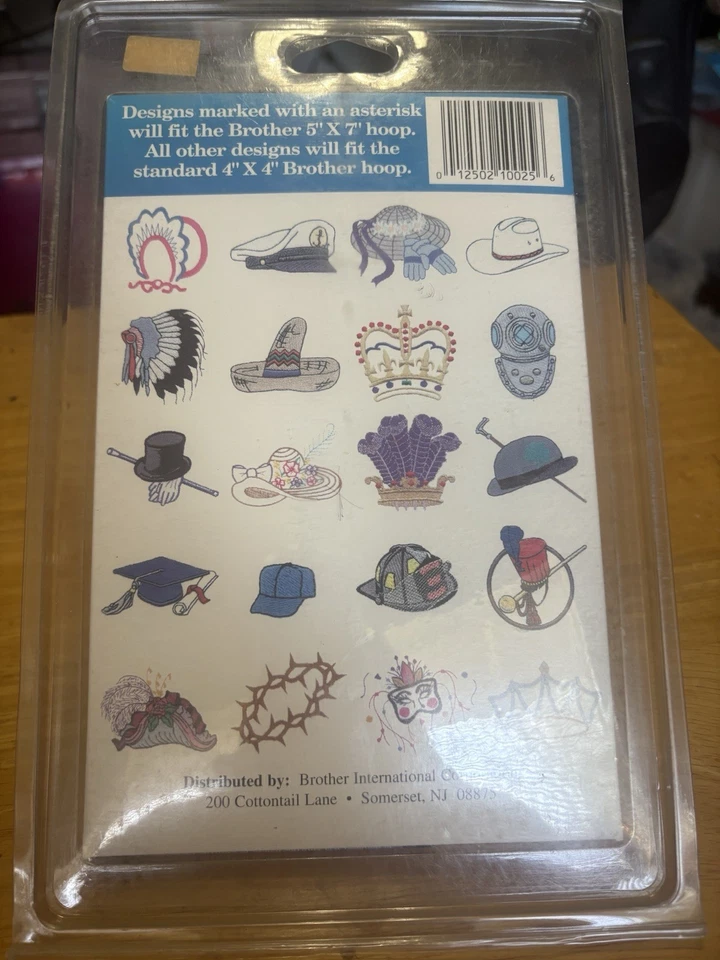 Designs marked with an asterisk
will fit the Brother 5" X 7" hoop.
All other designs will fit the
standard 4" X 4" Brother hoop.
0 12502 10025 6
Distributed by: Brother International
200 Cottontail Lane • Somerset, NJ 08875